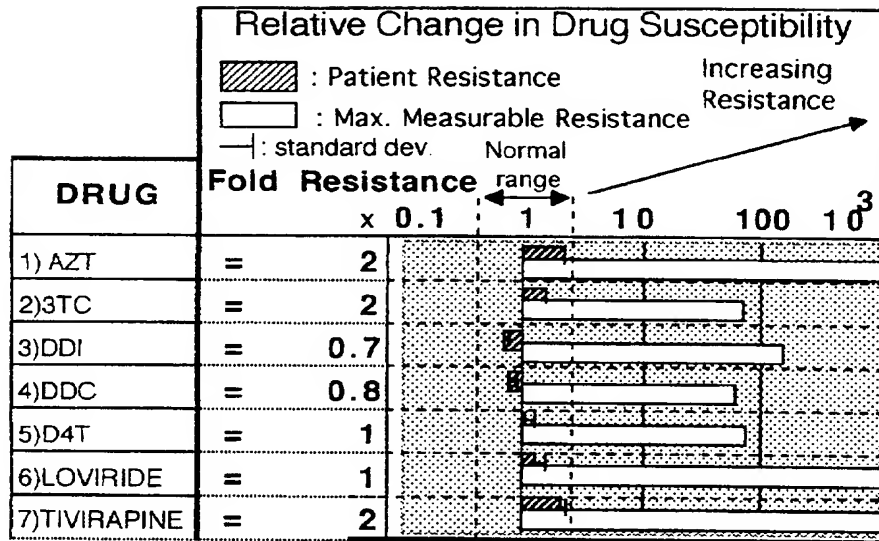 Relative Change in Drug Susceptibility
: Patient Resistance
Increasing
Resistance
: Max. Measurable Resistance
: standard dev.
Normal
range
DRUG
Fold Resistance
x 0.1 1 10 100 10³
1) AZT = 2
2)3TC = 2
3)DDI = 0.7
4)DDC = 0.8
5)D4T = 1
6)LOVIRIDE = 1
7)TIVIRAPINE = 2